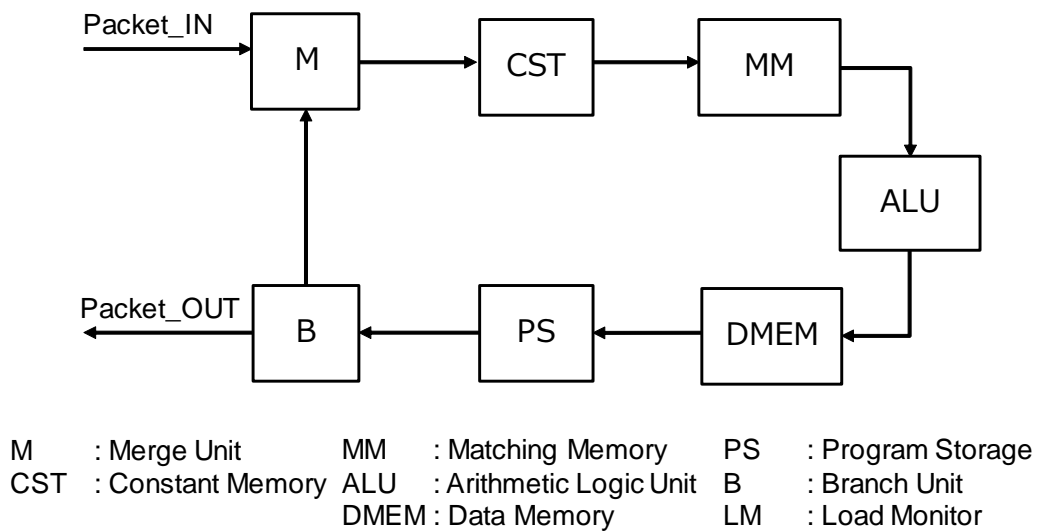 Packet_IN
M
CST
MM
ALU
Packet_OUT
B
PS
DMEM
M : Merge Unit MM : Matching Memory PS : Program Storage
CST : Constant Memory ALU : Arithmetic Logic Unit B : Branch Unit
DMEM : Data Memory LM : Load Monitor